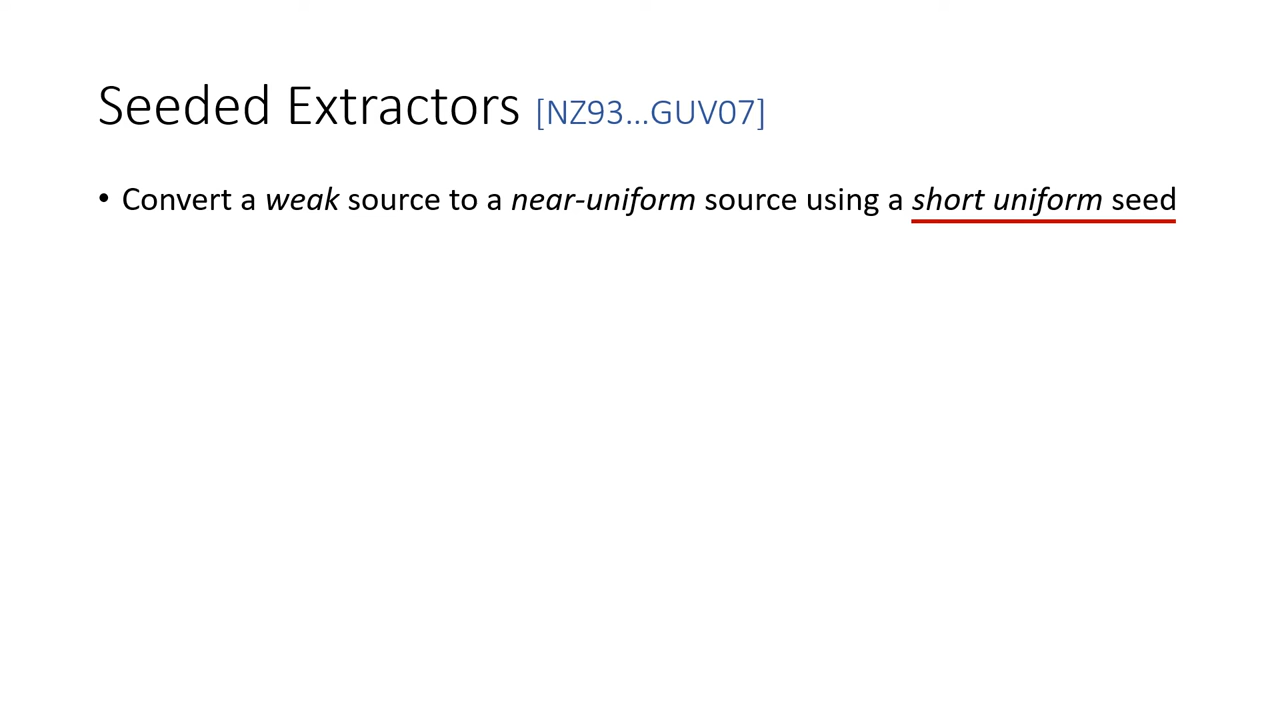 Seeded Extractors [NZ93...GUV07]
• Convert a weak source to a near-uniform source using a short uniform seed